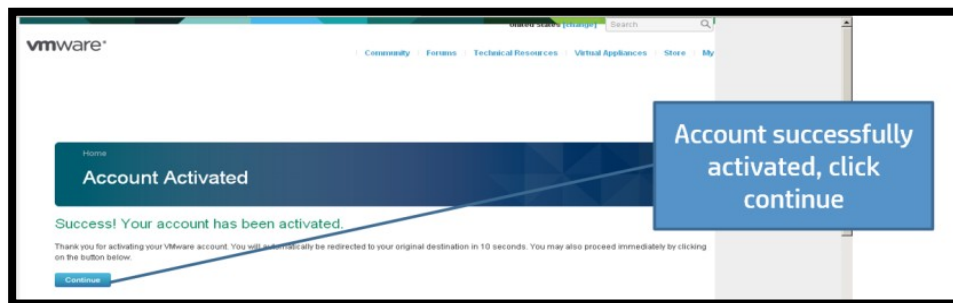 United States [change] Search
vmware
Community Forums Technical Resources Virtual Appliances Store My
Home
Account Activated
Success! Your account has been activated.
Thank you for activating your VMware account. You will automatically be redirected to your original destination in 10 seconds. You may also proceed immediately by clicking
on the button below.
Continue
Account successfully
activated, click
continue